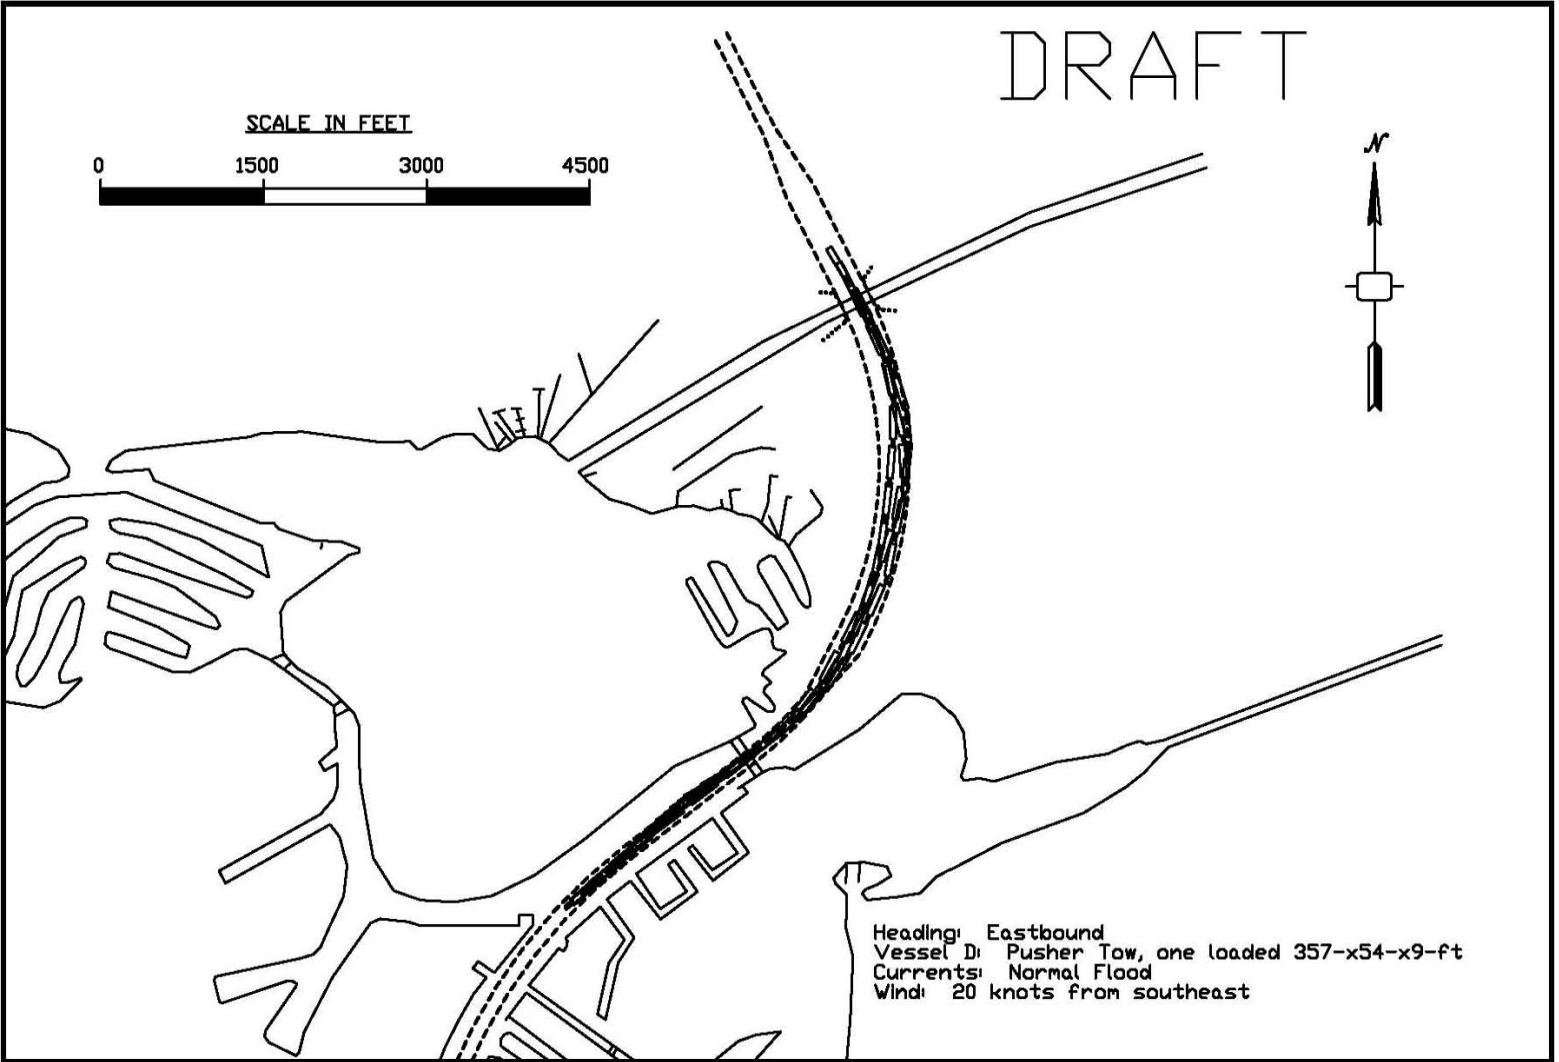 DRAFT
SCALE IN FEET
0 1500 3000 4500
N
Heading: Eastbound
Vessel D: Pusher Tow, one loaded 357-x54-x9-ft
Currents: Normal Flood
Wind: 20 knots from southeast